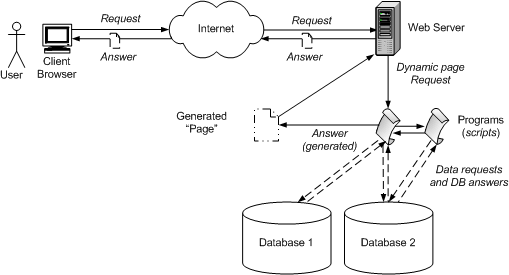 Request
Internet
Request
Web Server
User
Client
Browser
Answer
Answer
Dynamic page
Request
Generated
“Page”
Answer
(generated)
Programs
(scripts)
Data requests
and DB answers
Database 1
Database 2